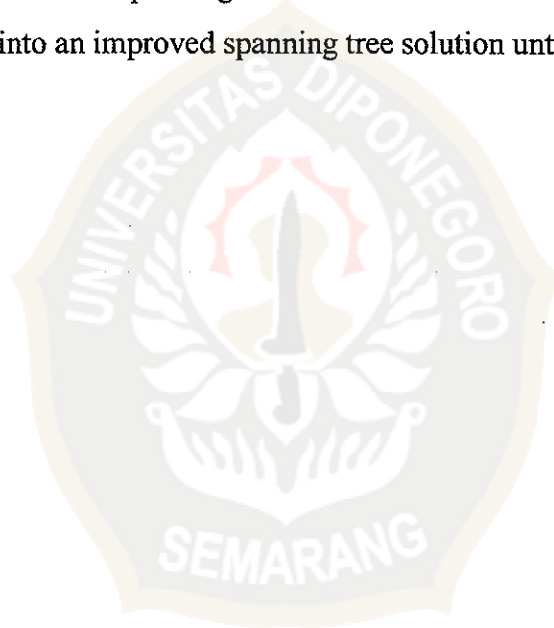 into an improved spanning tree solution unt
UNIVERSITAS DIPONEGORO
SEMARANG